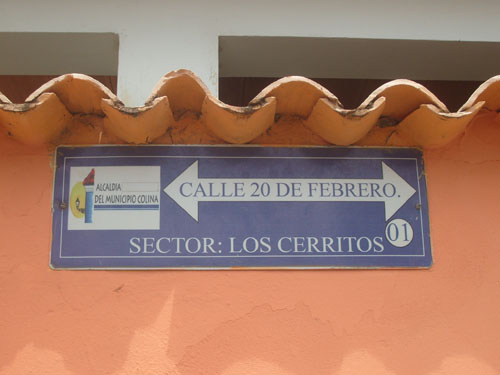 ALCALDIA
DEL MUNICIPIO COLINA
CALLE 20 DE FEBRERO.
SECTOR: LOS CERRITOS
01